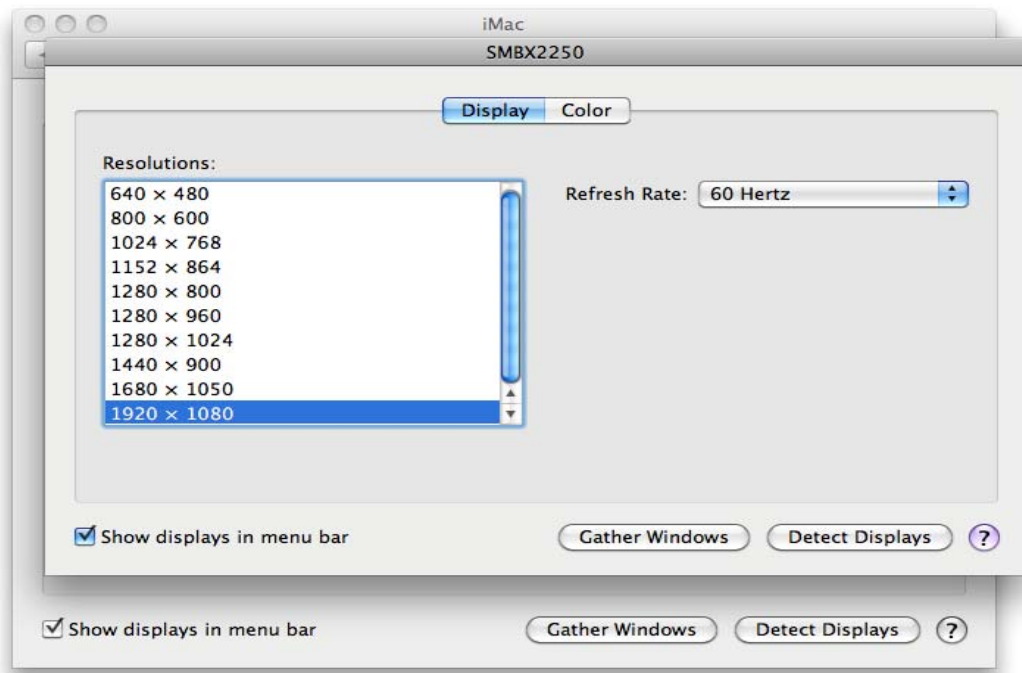 iMac
SMBX2250
Display Color
Resolutions:
640 × 480
800 × 600
1024 × 768
1152 × 864
1280 × 800
1280 × 960
1280 × 1024
1440 × 900
1680 × 1050
1920 × 1080
Refresh Rate: 60 Hertz
Show displays in menu bar Gather Windows Detect Displays ?
Show displays in menu bar Gather Windows Detect Displays ?